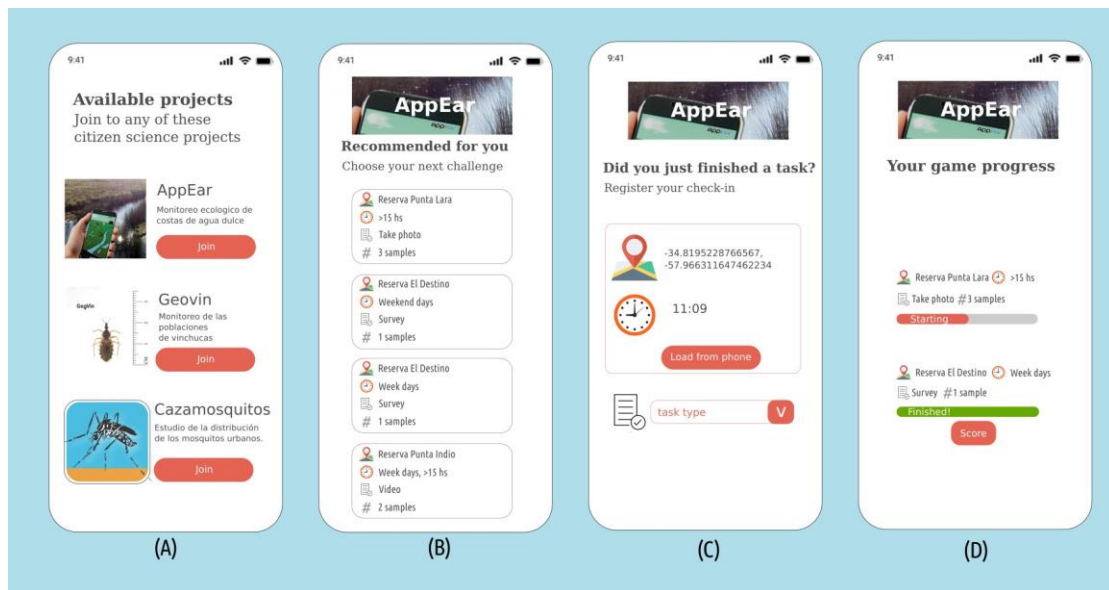 9:41
Available projects
Join to any of these
citizen science projects
AppEar
Monitoreo ecologico de
costas de agua dulce
Join
GeoVin
Geovin
Monitoreo de las
poblaciones
de vinchucas
Join
Cazamosquitos
Estudio de la distribución
de los mosquitos urbanos.
Join
(A)
9:41
AppEar
Recommended for you
Choose your next challenge
Reserva Punta Lara
>15 hs
Take photo
# 3 samples
Reserva El Destino
Weekend days
Survey
# 1 samples
Reserva El Destino
Week days
Survey
# 1 samples
Reserva Punta Indio
Week days, >15 hs
Video
# 2 samples
(B)
9:41
AppEar
Did you just finished a task?
Register your check-in
-34.8195228766567,
-57.966311647462234
11:09
Load from phone
task type V
(C)
9:41
AppEar
Your game progress
Reserva Punta Lara >15 hs
Take photo #3 samples
Starting
Reserva El Destino Week days
Survey #1 sample
Finished!
Score
(D)